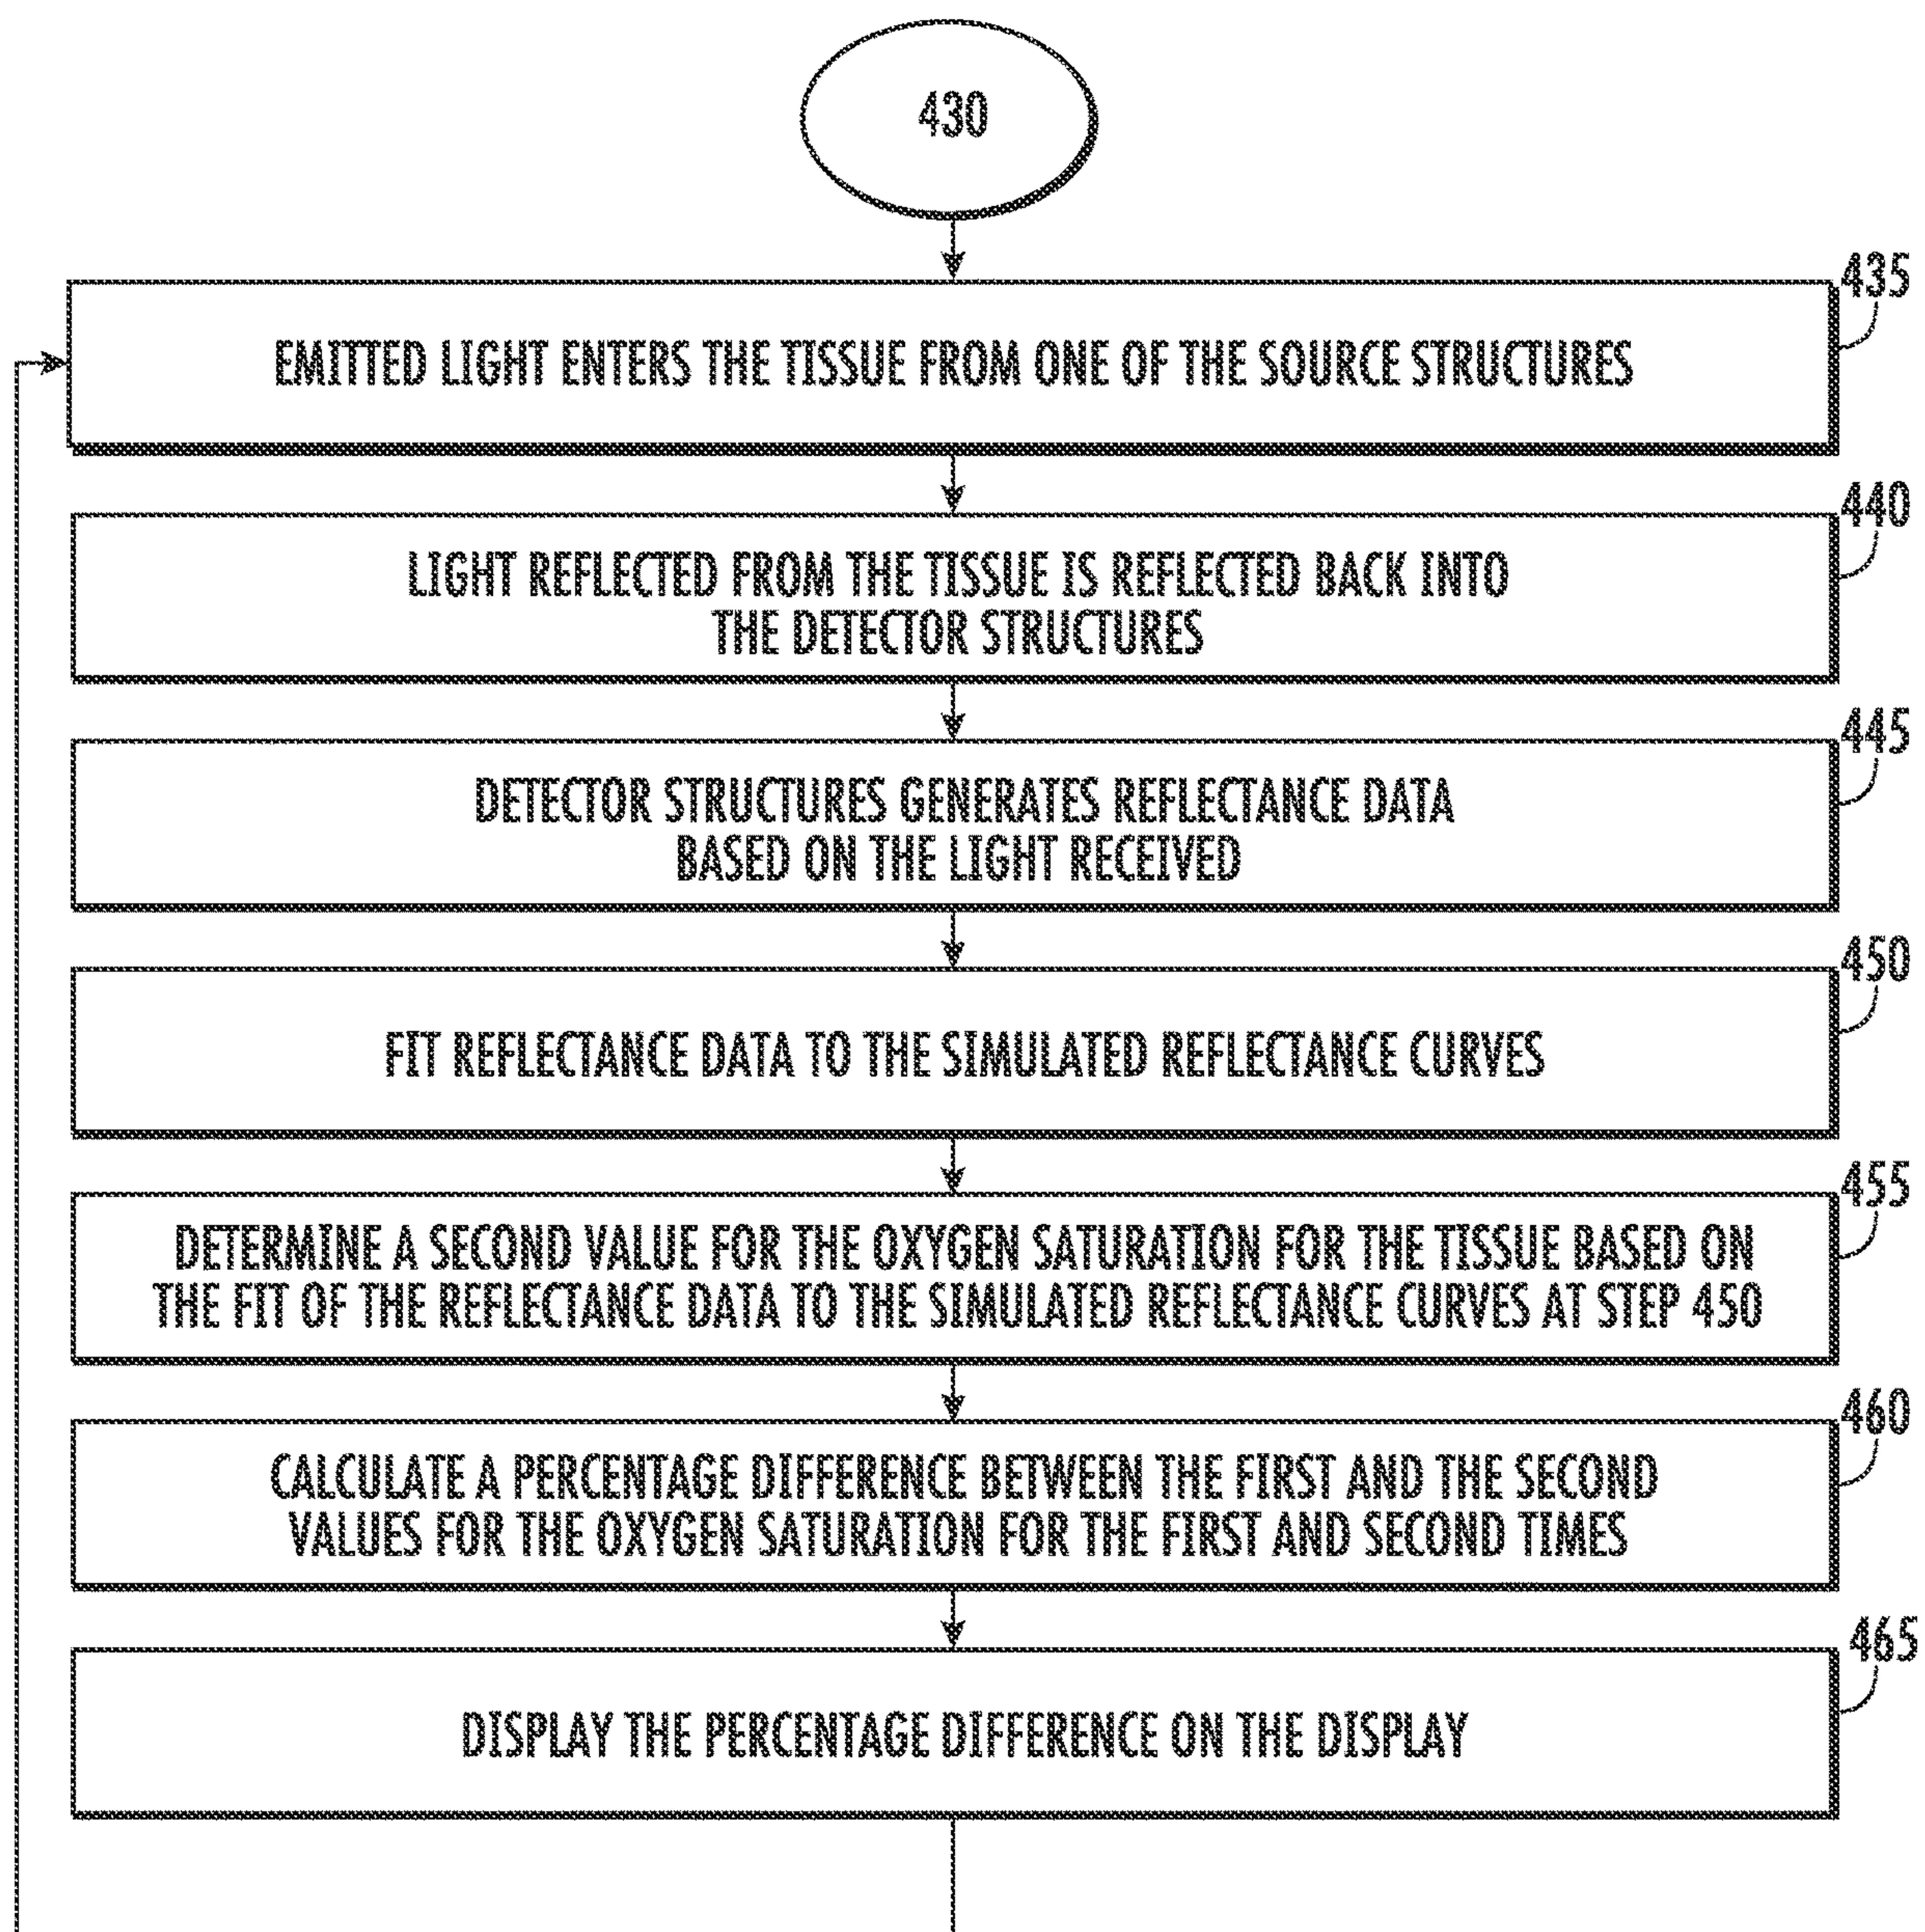 430
435
EMITTED LIGHT ENTERS THE TISSUE FROM ONE OF THE SOURCE STRUCTURES
440
LIGHT REFLECTED FROM THE TISSUE IS REFLECTED BACK INTO
THE DETECTOR STRUCTURES
445
DETECTOR STRUCTURES GENERATES REFLECTANCE DATA
BASED ON THE LIGHT RECEIVED
450
FIT REFLECTANCE DATA TO THE SIMULATED REFLECTANCE CURVES
455
DETERMINE A SECOND VALUE FOR THE OXYGEN SATURATION FOR THE TISSUE BASED ON
THE FIT OF THE REFLECTANCE DATA TO THE SIMULATED REFLECTANCE CURVES AT STEP 450
460
CALCULATE A PERCENTAGE DIFFERENCE BETWEEN THE FIRST AND THE SECOND
VALUES FOR THE OXYGEN SATURATION FOR THE FIRST AND SECOND TIMES
465
DISPLAY THE PERCENTAGE DIFFERENCE ON THE DISPLAY